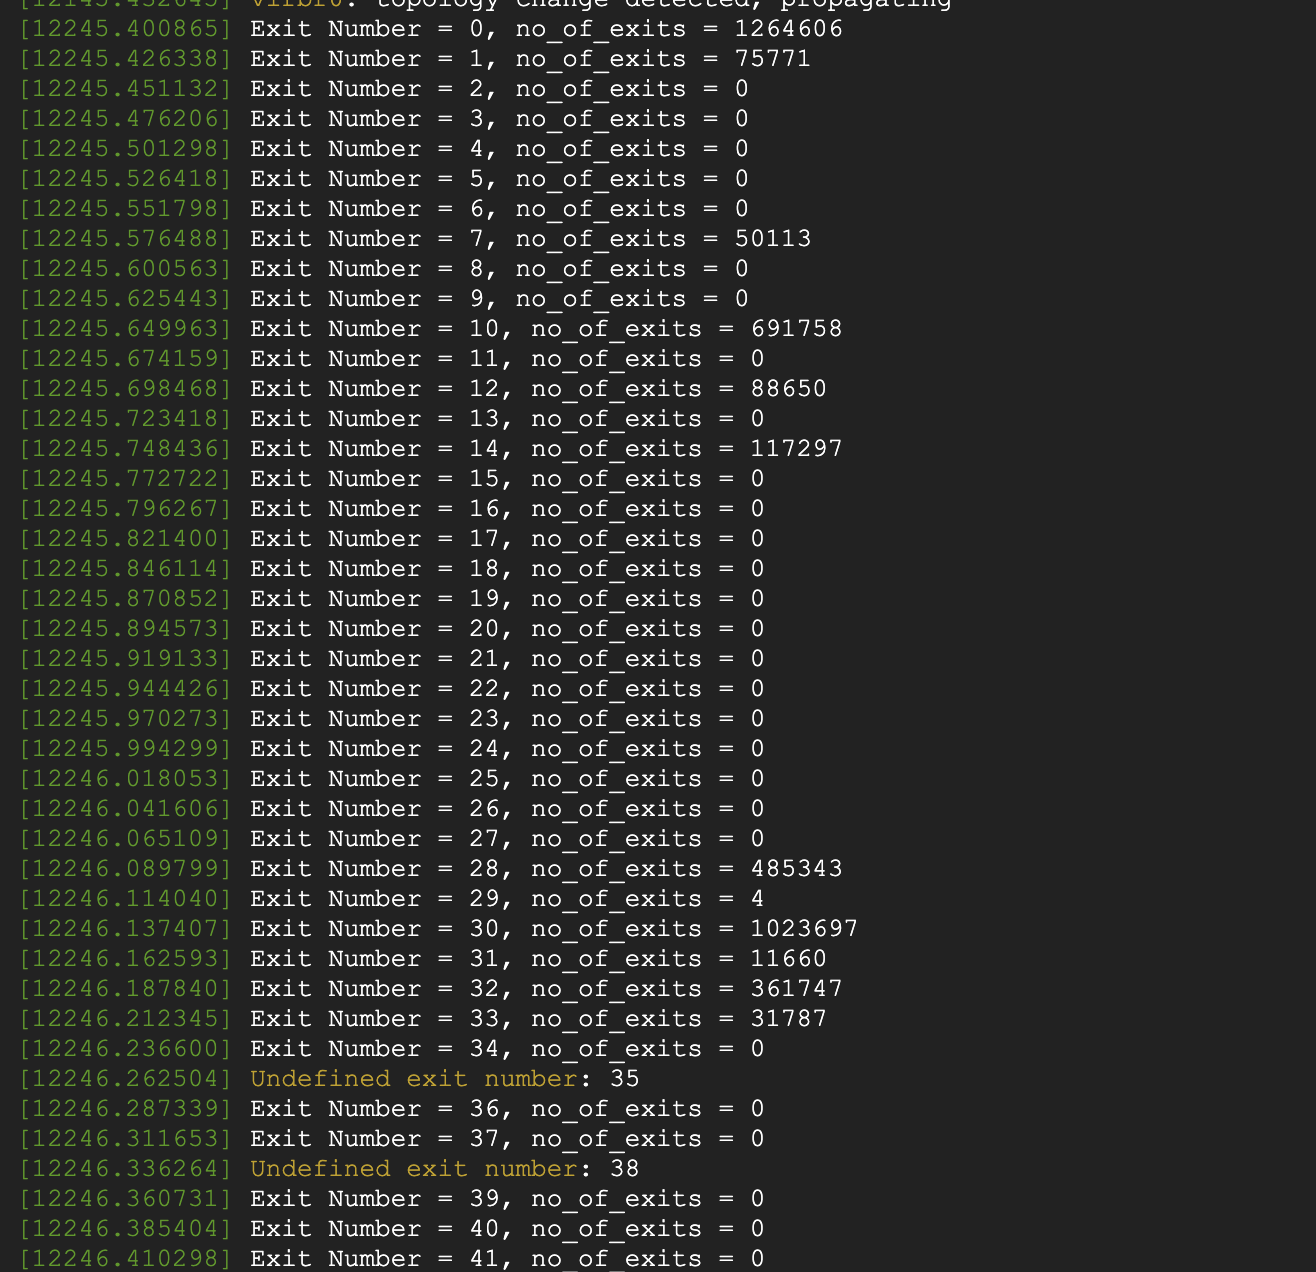 virbr0: topology change detected, propagating
[12245.400865] Exit Number = 0, no_of_exits = 1264606
[12245.426338] Exit Number = 1, no_of_exits = 75771
[12245.451132] Exit Number = 2, no_of_exits = 0
[12245.476206] Exit Number = 3, no_of_exits = 0
[12245.501298] Exit Number = 4, no_of_exits = 0
[12245.526418] Exit Number = 5, no_of_exits = 0
[12245.551798] Exit Number = 6, no_of_exits = 0
[12245.576488] Exit Number = 7, no_of_exits = 50113
[12245.600563] Exit Number = 8, no_of_exits = 0
[12245.625443] Exit Number = 9, no_of_exits = 0
[12245.649963] Exit Number = 10, no_of_exits = 691758
[12245.674159] Exit Number = 11, no_of_exits = 0
[12245.698468] Exit Number = 12, no_of_exits = 88650
[12245.723418] Exit Number = 13, no_of_exits = 0
[12245.748436] Exit Number = 14, no_of_exits = 117297
[12245.772722] Exit Number = 15, no_of_exits = 0
[12245.796267] Exit Number = 16, no_of_exits = 0
[12245.821400] Exit Number = 17, no_of_exits = 0
[12245.846114] Exit Number = 18, no_of_exits = 0
[12245.870852] Exit Number = 19, no_of_exits = 0
[12245.894573] Exit Number = 20, no_of_exits = 0
[12245.919133] Exit Number = 21, no_of_exits = 0
[12245.944426] Exit Number = 22, no_of_exits = 0
[12245.970273] Exit Number = 23, no_of_exits = 0
[12245.994299] Exit Number = 24, no_of_exits = 0
[12246.018053] Exit Number = 25, no_of_exits = 0
[12246.041606] Exit Number = 26, no_of_exits = 0
[12246.065109] Exit Number = 27, no_of_exits = 0
[12246.089799] Exit Number = 28, no_of_exits = 485343
[12246.114040] Exit Number = 29, no_of_exits = 4
[12246.137407] Exit Number = 30, no_of_exits = 1023697
[12246.162593] Exit Number = 31, no_of_exits = 11660
[12246.187840] Exit Number = 32, no_of_exits = 361747
[12246.212345] Exit Number = 33, no_of_exits = 31787
[12246.236600] Exit Number = 34, no_of_exits = 0
[12246.262504] Undefined exit number: 35
[12246.287339] Exit Number = 36, no_of_exits = 0
[12246.311653] Exit Number = 37, no_of_exits = 0
[12246.336264] Undefined exit number: 38
[12246.360731] Exit Number = 39, no_of_exits = 0
[12246.385404] Exit Number = 40, no_of_exits = 0
[12246.410298] Exit Number = 41, no_of_exits = 0